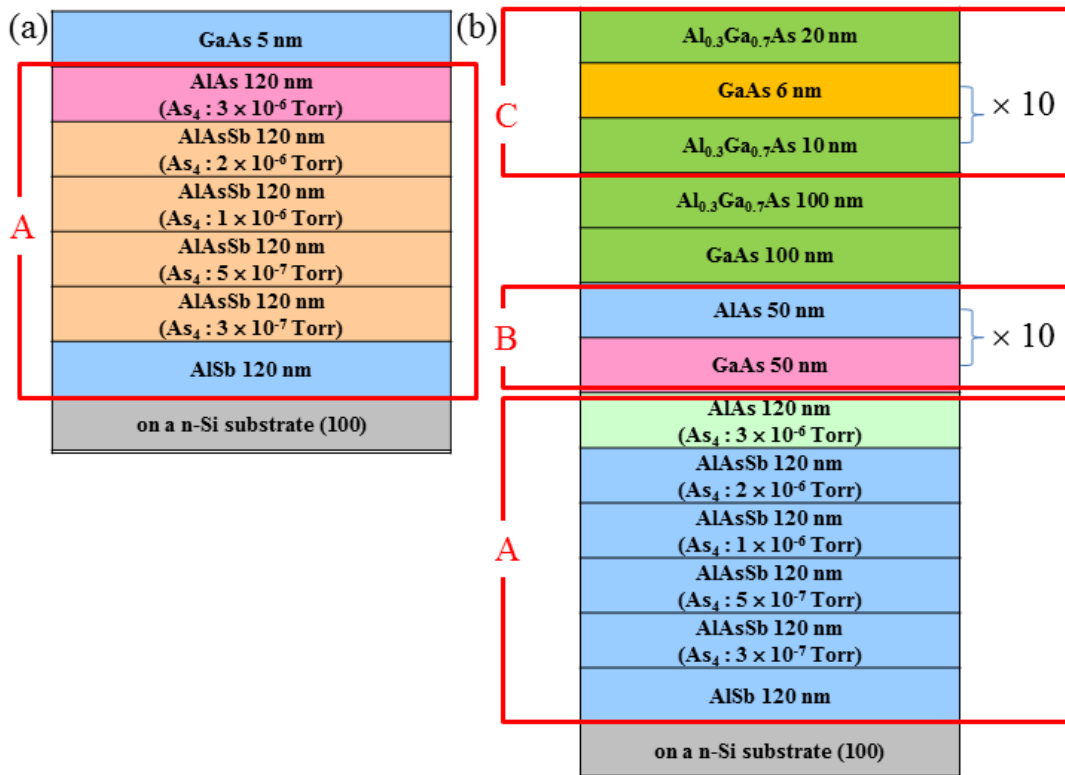 (a)
GaAs 5 nm
AlAs 120 nm
(As₄ : 3 × 10⁻⁶ Torr)
AlAsSb 120 nm
(As₄ : 2 × 10⁻⁶ Torr)
AlAsSb 120 nm
(As₄ : 1 × 10⁻⁶ Torr)
AlAsSb 120 nm
(As₄ : 5 × 10⁻⁷ Torr)
AlAsSb 120 nm
(As₄ : 3 × 10⁻⁷ Torr)
AlSb 120 nm
A
on a n-Si substrate (100)
(b)
Al₀.₃Ga₀.₇As 20 nm
GaAs 6 nm
Al₀.₃Ga₀.₇As 10 nm
× 10
C
Al₀.₃Ga₀.₇As 100 nm
GaAs 100 nm
AlAs 50 nm
GaAs 50 nm
× 10
B
AlAs 120 nm
(As₄ : 3 × 10⁻⁶ Torr)
AlAsSb 120 nm
(As₄ : 2 × 10⁻⁶ Torr)
AlAsSb 120 nm
(As₄ : 1 × 10⁻⁶ Torr)
AlAsSb 120 nm
(As₄ : 5 × 10⁻⁷ Torr)
AlAsSb 120 nm
(As₄ : 3 × 10⁻⁷ Torr)
AlSb 120 nm
A
on a n-Si substrate (100)